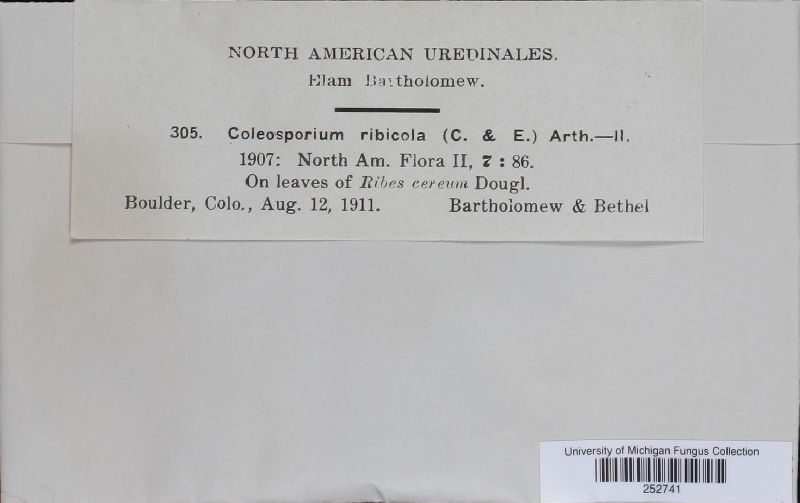 NORTH AMERICAN UREDINALES.
Elam Bartholomew.
305. Coleosporium ribicola (C. & E.) Arth.—II.
1907: North Am. Flora II, 7 : 86.
On leaves of Ribes cereum Dougl.
Boulder, Colo., Aug. 12, 1911. Bartholomew & Bethel
University of Michigan Fungus Collection
252741